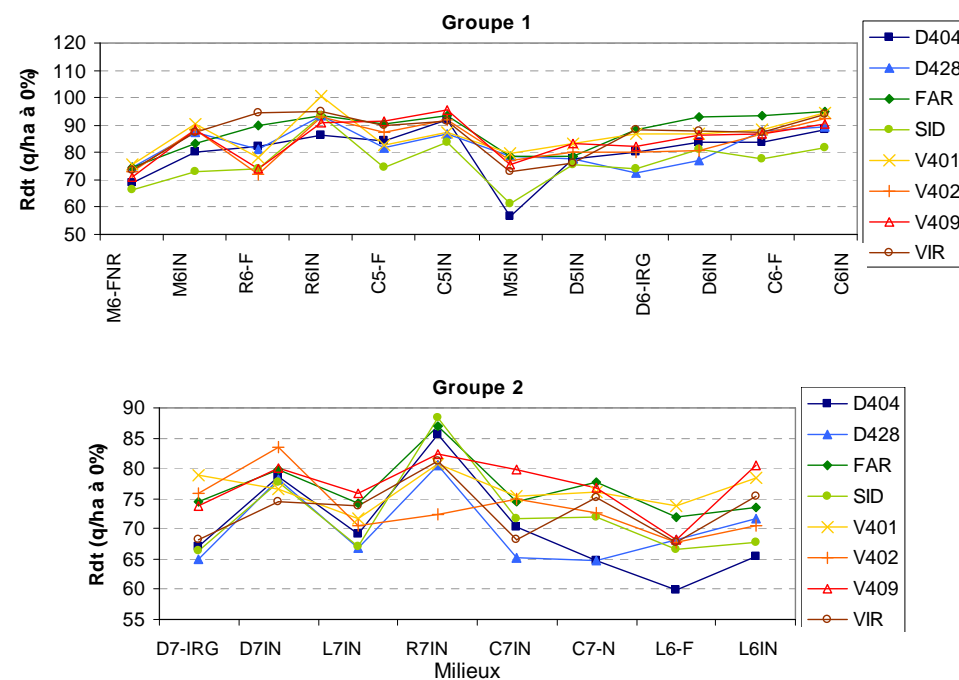 Groupe 1
Rdt (q/ha à 0%)
120
110
100
90
80
70
60
50
M6-FNR
M6IN
R6-F
R6IN
C5-F
C5IN
M5IN
D5IN
D6-IRG
D6IN
C6-F
C6IN
D404
D428
FAR
SID
V401
V402
V409
VIR
Groupe 2
Rdt (q/ha à 0%)
90
85
80
75
70
65
60
55
D7-IRG
D7IN
L7IN
R7IN
C7IN
C7-N
L6-F
L6IN
Milieux
D404
D428
FAR
SID
V401
V402
V409
VIR